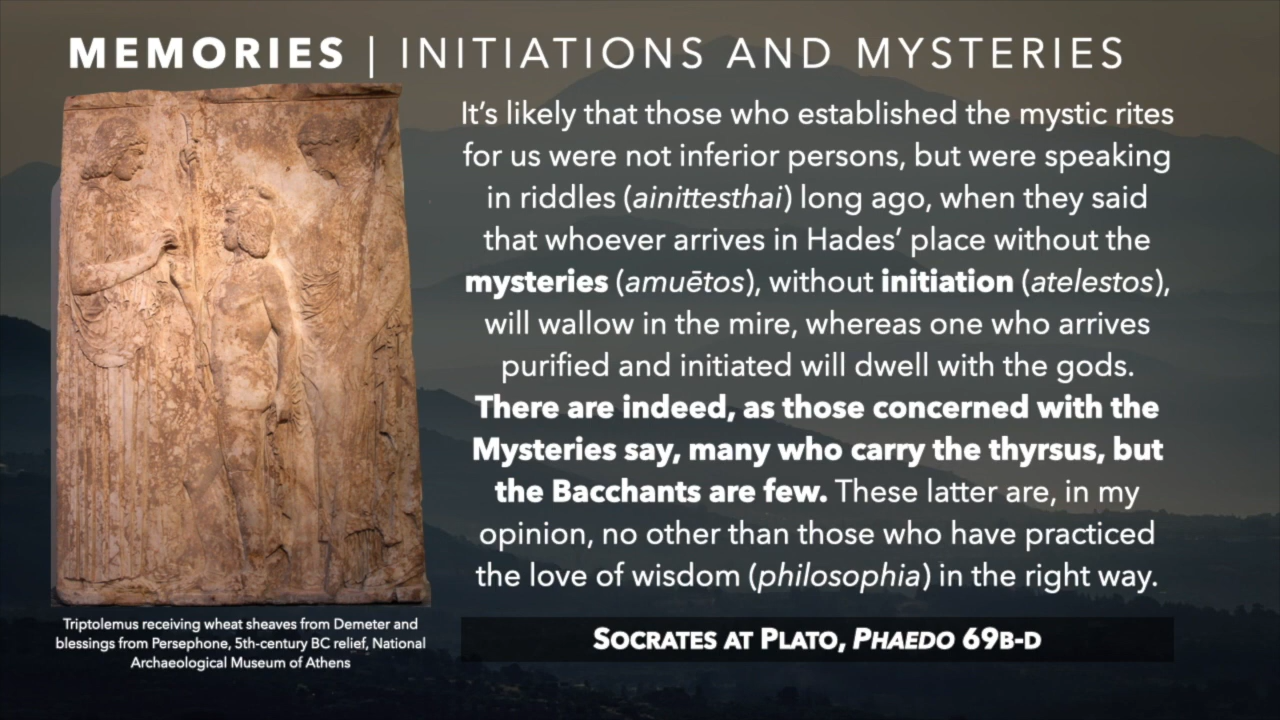 MEMORIES | INITIATIONS AND MYSTERIES
It's likely that those who established the mystic rites
for us were not inferior persons, but were speaking
in riddles (ainittesthai) long ago, when they said
that whoever arrives in Hades' place without the
mysteries (amuētos), without initiation (atelestos),
will wallow in the mire, whereas one who arrives
purified and initiated will dwell with the gods.
There are indeed, as those concerned with the
Mysteries say, many who carry the thyrsus, but
the Bacchants are few. These latter are, in my
opinion, no other than those who have practiced
the love of wisdom (philosophia) in the right way.
SOCRATES AT PLATO, PHAEDO 69B-D
Triptolemus receiving wheat sheaves from Demeter and
blessings from Persephone, 5th-century BC relief, National
Archaeological Museum of Athens